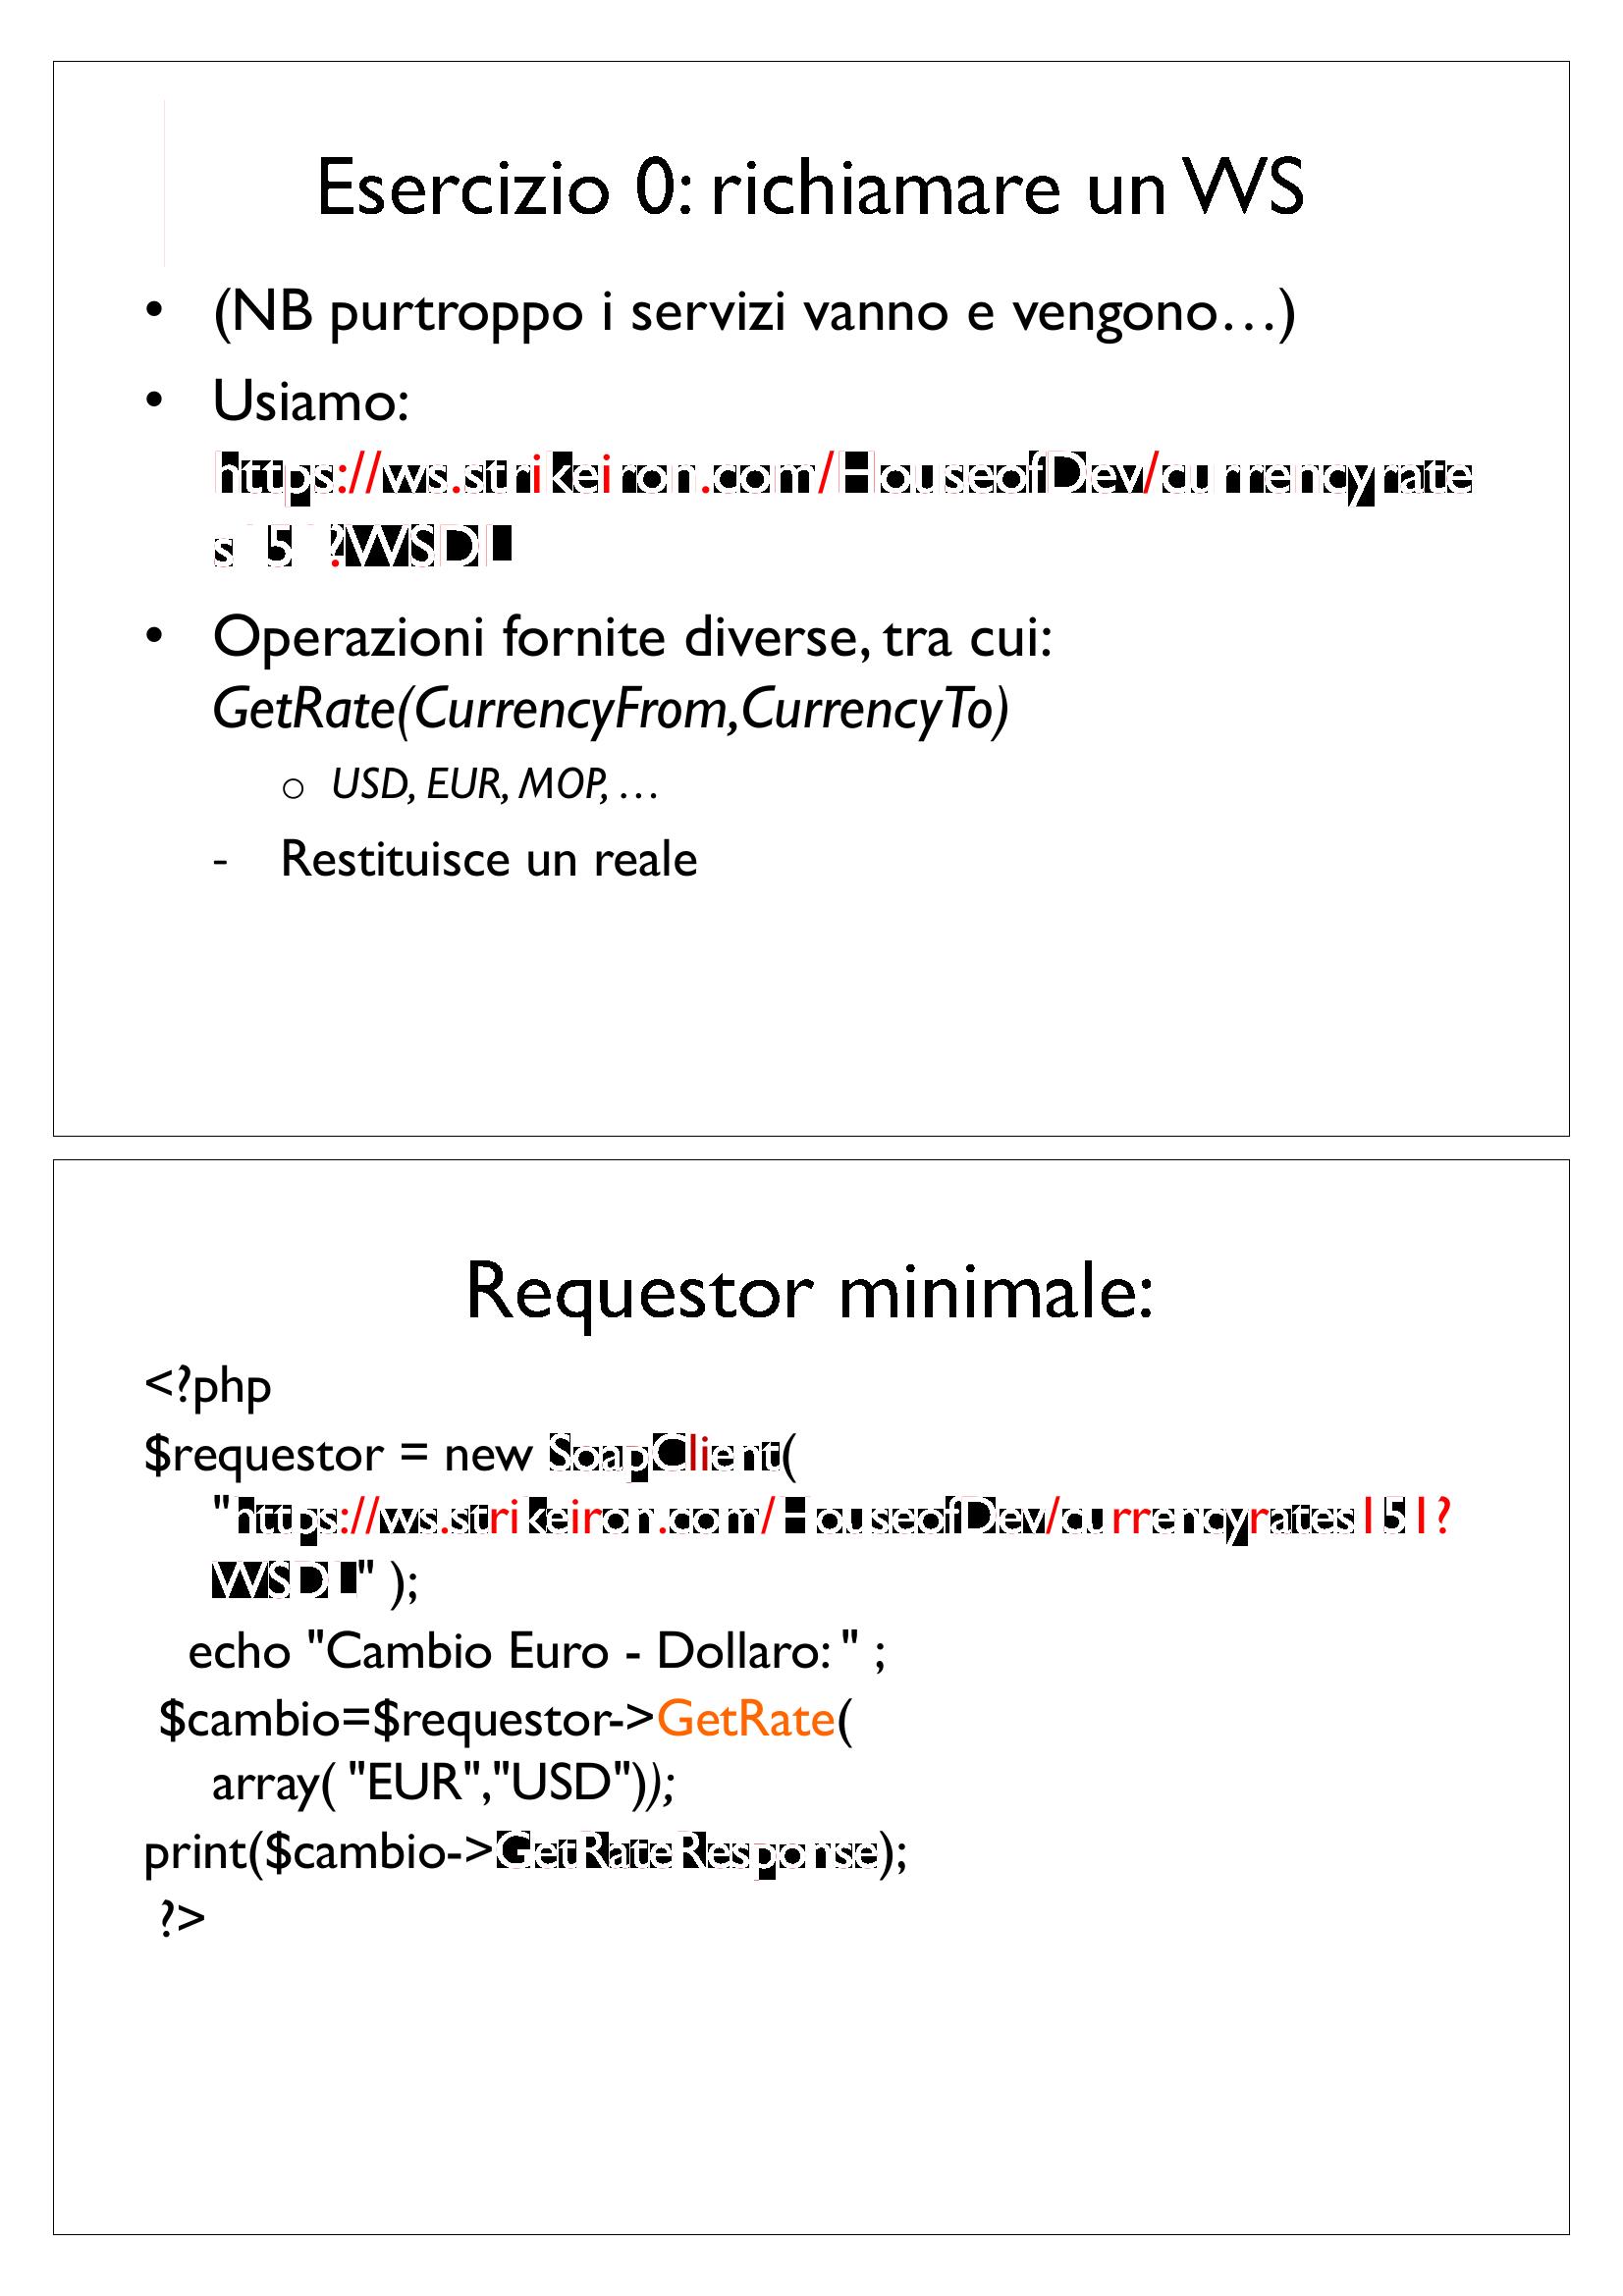 Esercizio 0: richiamare un WS
• (NB purtroppo i servizi vanno e vengono…)
• Usiamo:
https://ws.strikeiron.com/HouseofDev/currencyrate
s151?WSDL
• Operazioni fornite diverse, tra cui:
GetRate(CurrencyFrom,CurrencyTo)
o USD, EUR, MOP, …
- Restituisce un reale
Requestor minimale:
<?php
$requestor = new SoapClient(
"https://ws.strikeiron.com/HouseofDev/currencyrates151?
WSDL" );
echo "Cambio Euro - Dollaro: " ;
$cambio=$requestor->GetRate(
array( "EUR","USD"));
print($cambio->GetRateResponse);
?>